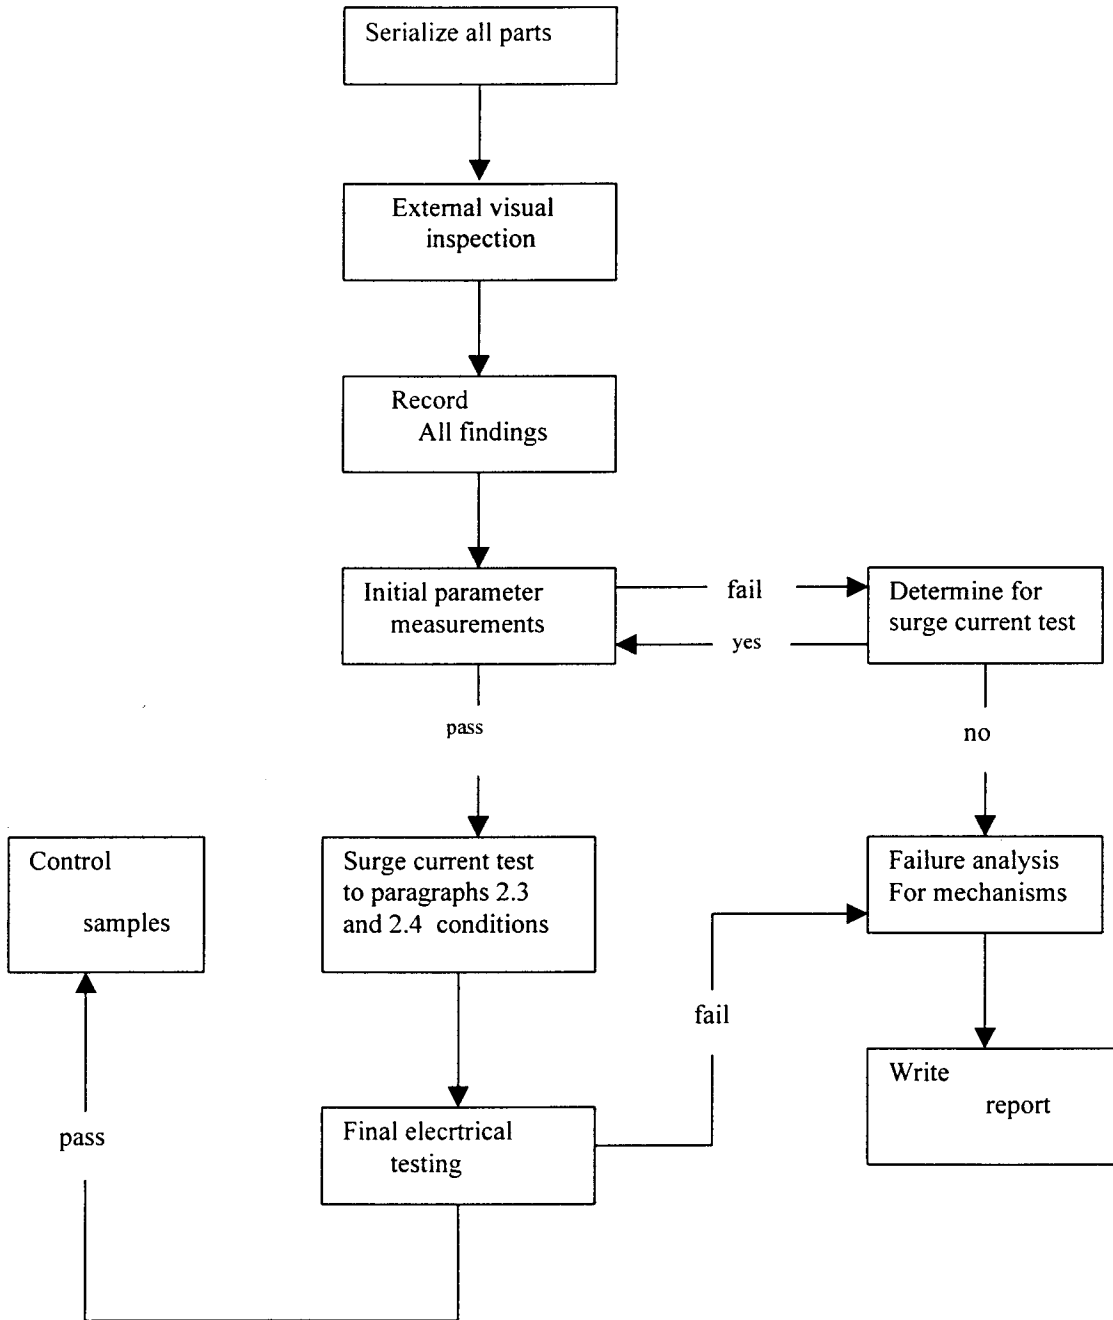 Serialize all parts
External visual
inspection
Record
All findings
Initial parameter
measurements
fail
yes
Determine for
surge current test
pass
no
Control
samples
Surge current test
to paragraphs 2.3
and 2.4 conditions
Failure analysis
For mechanisms
fail
Write
report
pass
Final elecrtrical
testing